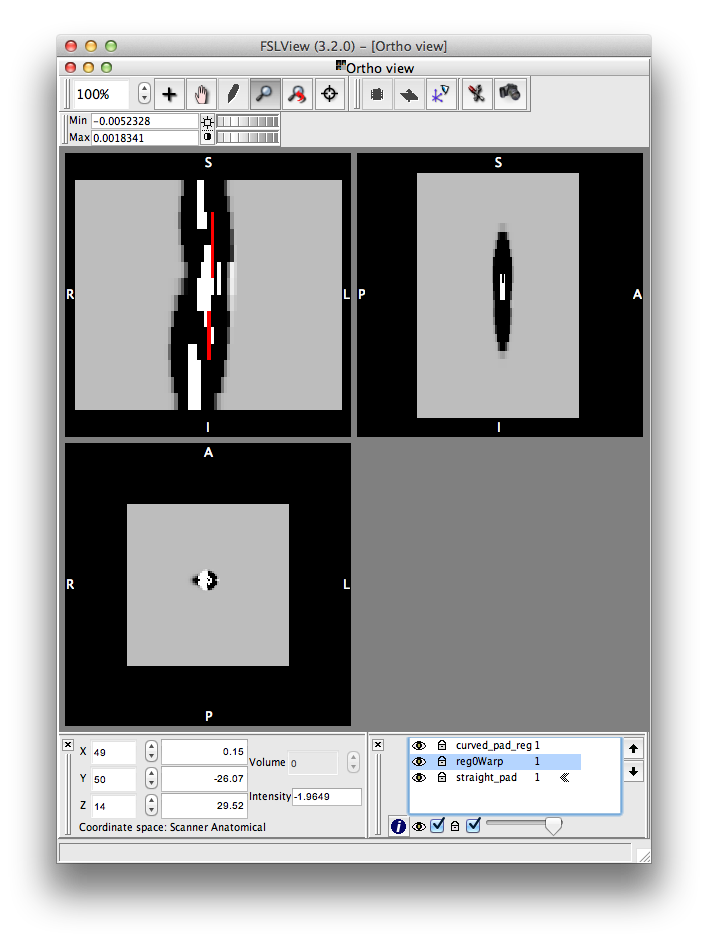 FSLView (3.2.0) – [Ortho view]
Ortho view
100%
Min -0.0052328
Max 0.0018341
S
R L
I
S
P A
I
A
R L
P
X 49 0.15
Y 50 -26.07
Z 14 29.52
Volume 0
Intensity -1.9649
Coordinate space: Scanner Anatomical
curved_pad_reg 1
reg0Warp 1
straight_pad 1